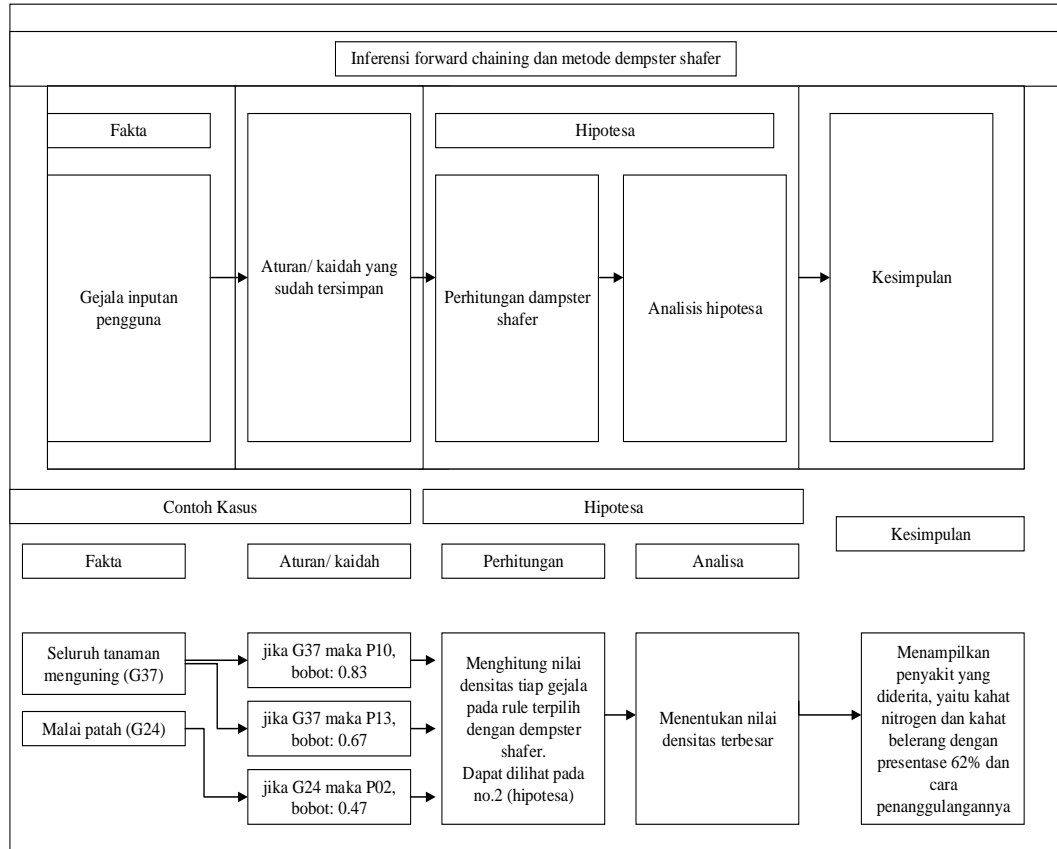 Inferensi forward chaining dan metode dempster shafer
Fakta
Hipotesa
Gejala inputan
pengguna
Aturan/ kaidah yang
sudah tersimpan
Perhitungan dampster
shafer
Analisis hipotesa
Kesimpulan
Contoh Kasus
Hipotesa
Kesimpulan
Fakta
Aturan/ kaidah
Perhitungan
Analisa
Seluruh tanaman
menguning (G37)
Malai patah (G24)
jika G37 maka P10,
bobot: 0.83
jika G37 maka P13,
bobot: 0.67
jika G24 maka P02,
bobot: 0.47
Menghitung nilai
densitas tiap gejala
pada rule terpilih
dengan dempster
shafer.
Dapat dilihat pada
no.2 (hipotesa)
Menentukan nilai
densitas terbesar
Menampilkan
penyakit yang
diderita, yaitu kahat
nitrogen dan kahat
belerang dengan
presentase 62% dan
cara
penanggulangannya